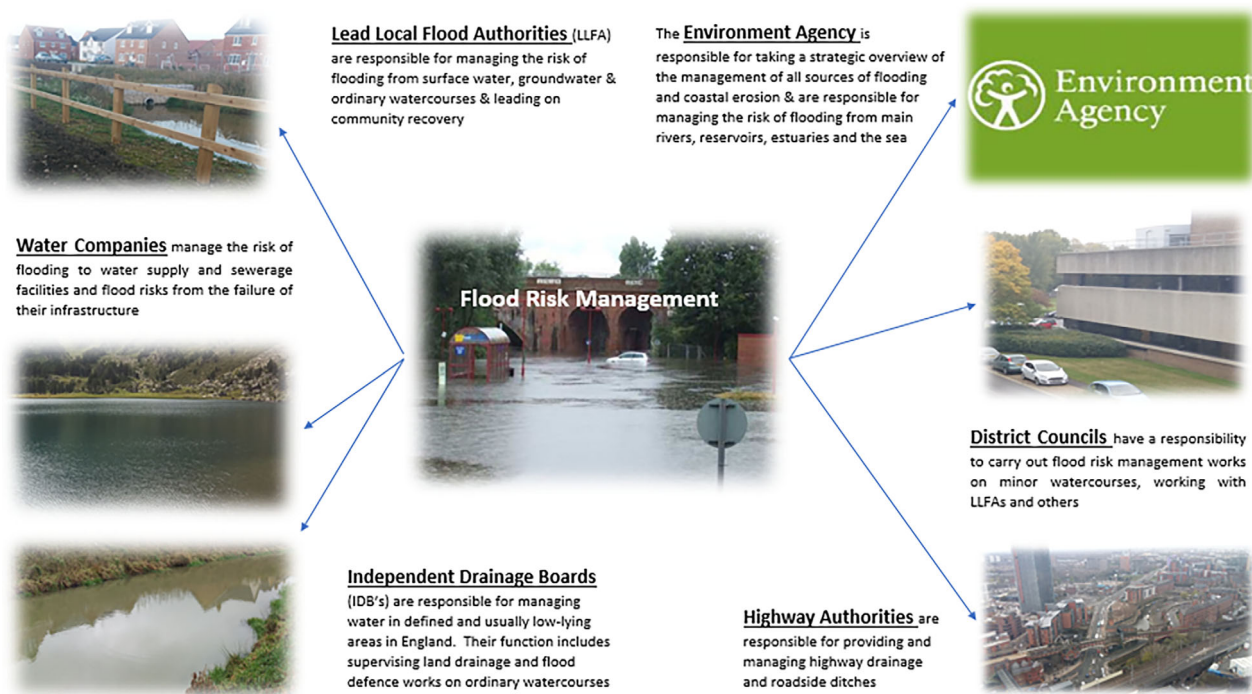 Lead Local Flood Authorities (LLFA)
are responsible for managing the risk of
flooding from surface water, groundwater &
ordinary watercourses & leading on
community recovery
The Environment Agency is
responsible for taking a strategic overview of
the management of all sources of flooding
and coastal erosion & are responsible for
managing the risk of flooding from main
rivers, reservoirs, estuaries and the sea
Environment
Agency
Water Companies manage the risk of
flooding to water supply and sewerage
facilities and flood risks from the failure of
their infrastructure
Flood Risk Management
District Councils have a responsibility
to carry out flood risk management works
on minor watercourses, working with
LLFAs and others
Independent Drainage Boards
(IDB's) are responsible for managing
water in defined and usually low-lying
areas in England. Their function includes
supervising land drainage and flood
defence works on ordinary watercourses
Highway Authorities are
responsible for providing and
managing highway drainage
and roadside ditches